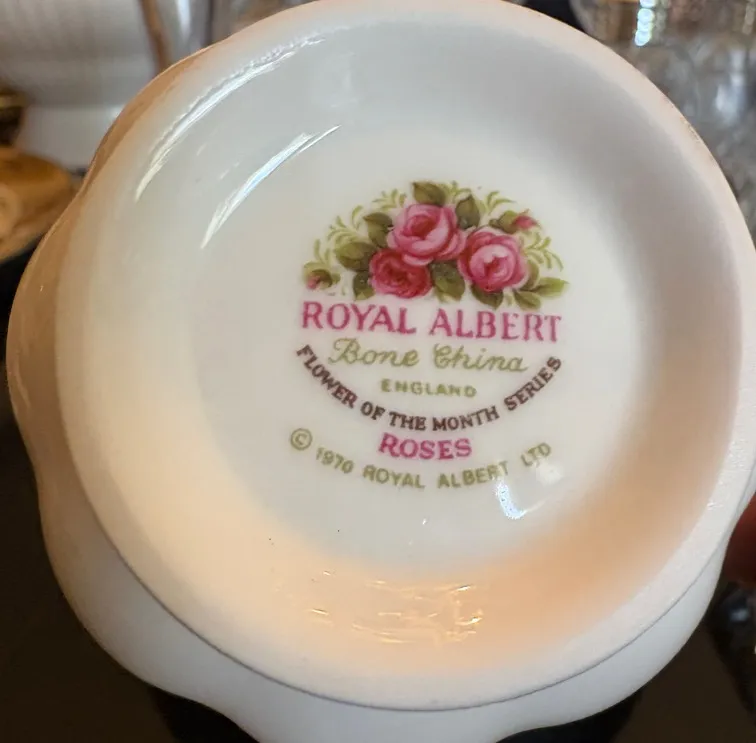 ROYAL ALBERT
Bone China
ENGLAND
FLOWER OF THE MONTH SERIES
ROSES
© 1970 ROYAL ALBERT LTD